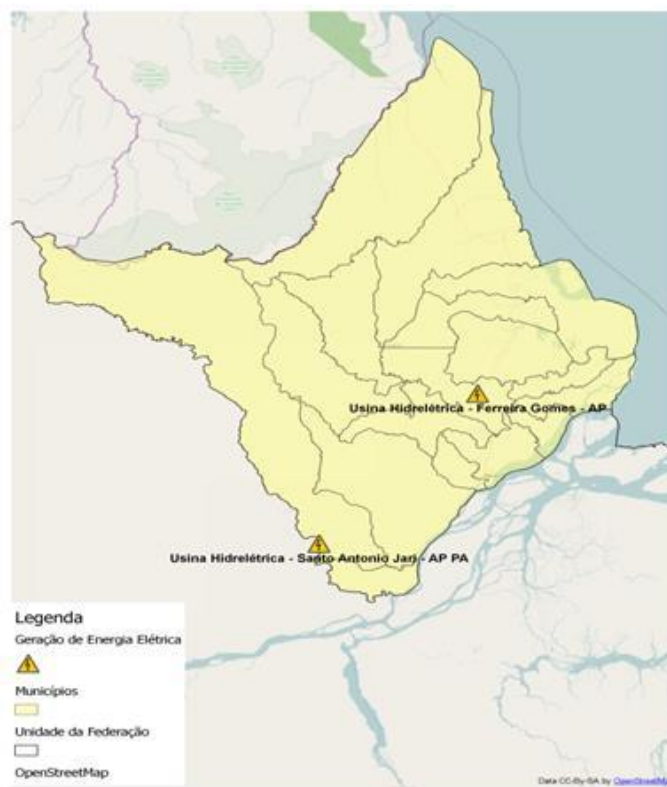 Usina Hidrelétrica - Ferreira Gomes - AP
Usina Hidrelétrica - Santo Antonio Jari - AP PA
Legenda
Geração de Energia Elétrica
Municípios
Unidade da Federação
OpenStreetMap
Data CC-By-SA by OpenStreetMa